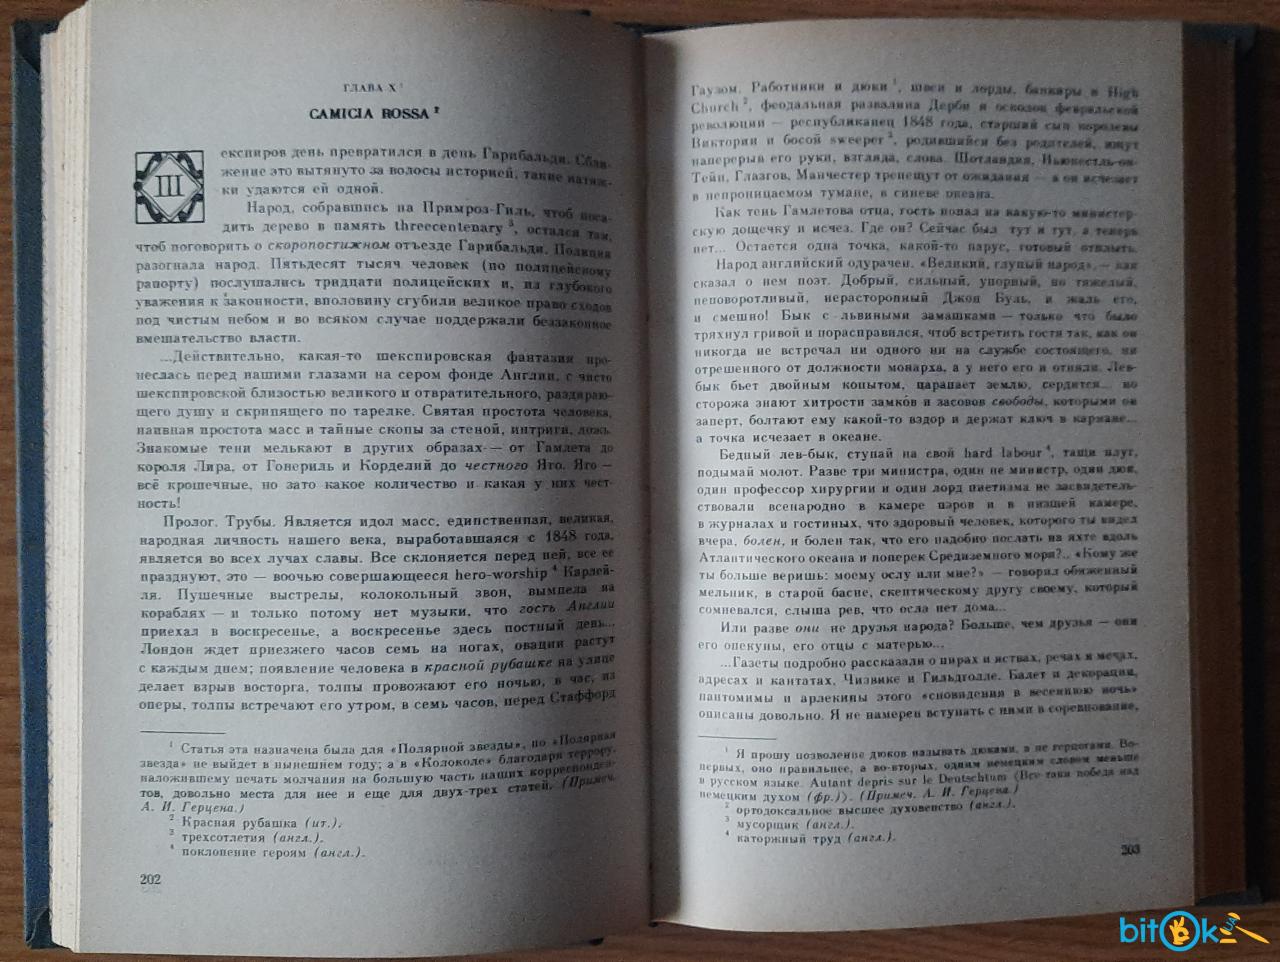 ГЛАВА X 1
CAMICIA ROSSA 2
Шекспиров день превратился в день Гарибальди. Сбли-
жение это вытянуто за волосы историей, такие натяж-
ки удаются ей одной.
Народ, собравшись на Примроз-Гиль, чтоб поса-
дить дерево в память threecentenary 3, остался там,
чтоб поговорить о скоропостижном отъезде Гарибальди. Полиция
разогнала народ. Пятьдесят тысяч человек (по полицейскому
рапорту) послушались тридцати полицейских и, из глубокого
уважения к законности, вполовину сгубили великое право сходов
под чистым небом и во всяком случае поддержали беззаконное
вмешательство власти.
...Действительно, какая-то шекспировская фантазия про-
неслась перед нашими глазами на сером фонде Англии, с чисто
шекспировской близостью великого и отвратительного, раздираю-
щего душу и скрипящего по тарелке. Святая простота человека,
наивная простота масс и тайные скопы за стеной, интриги, ложь.
Знакомые тени мелькают в других образах — от Гамлета до
короля Лира, от Гонериль и Корделий до честного Яго. Яго —
всё крошечные, но зато какое количество и какая у них чест-
ность!
Пролог. Трубы. Является идол масс, единственная, великая,
народная личность нашего века, выработавшаяся с 1848 года,
является во всех лучах славы. Все склоняется перед ней, все ее
празднует, это — воочью совершающееся hero-worship 4 Карлей-
ля. Пушечные выстрелы, колокольный звон, вымпела на
кораблях — и только потому нет музыки, что гость Англии
приехал в воскресенье, а воскресенье здесь постный день...
Лондон ждет приезжего часов семь на ногах, овации растут
с каждым днем; появление человека в красной рубашке на улице
делает взрыв восторга, толпы провожают его ночью, в час, из
оперы, толпы встречают его утром, в семь часов, перед Стаффорд
1 Статья эта назначена была для «Полярной звезды», но «Полярная
звезда» не выйдет в нынешнем году; а в «Колоколе» благодаря террору,
наложившему печать молчания на большую часть наших корреспонден-
тов, довольно места для нее и еще для двух-трех статей. (Примеч.
А. И. Герцена.)
2 Красная рубашка (ит.).
3 трехсотлетия (англ.).
4 поклонение героям (англ.).
202
Гаузом. Работники и дюки 1, швеи и лорды, банкиры и High
Church 2, феодальная развалина Дерби и осколок февральской
революции — республиканец 1848 года, старший сын королевы
Виктории и босой sweeper 3, родившийся без родителей, ищут
наперерыв его руки, взгляда, слова. Шотландия, Ньюкестль-он-
Тейн, Глазгов, Манчестер трепещут от ожидания — а он исчезает
в непроницаемом тумане, в синеве океана.
Как тень Гамлетова отца, гость попал на какую-то министер-
скую дощечку и исчез. Где он? Сейчас был тут и тут, а теперь
нет... Остается одна точка, какой-то парус, готовый отплыть.
Народ английский одурачен. «Великий, глупый народ», — как
сказал о нем поэт. Добрый, сильный, упорный, но тяжелый,
неповоротливый, нерасторопный Джон Буль, и жаль его,
и смешно! Бык с львиными замашками — только что было
тряхнул гривой и порасправился, чтоб встретить гостя так, как он
никогда не встречал ни одного ни на службе состоящего, ни
отрешенного от должности монарха, а у него его и отняли. Лев-
бык бьет двойным копытом, царапает землю, сердится... но
сторожа знают хитрости замков и засовов свободы, которыми он
заперт, болтают ему какой-то вздор и держат ключ в кармане...
а точка исчезает в океане.
Бедный лев-бык, ступай на свой hard labour 4, тащи плуг,
подымай молот. Разве три министра, один не министр, один дюк,
один профессор хирургии и один лорд пиетизма не засвидетель-
ствовали всенародно в камере пэров и в низшей камере,
в журналах и гостиных, что здоровый человек, которого ты видел
вчера, болен, и болен так, что его надобно послать на яхте вдоль
Атлантического океана и поперек Средиземного моря?.. «Кому же
ты больше веришь: моему ослу или мне?» — говорил обиженный
мельник, в старой басне, скептическому другу своему, который
сомневался, слыша рев, что осла нет дома...
Или разве они не друзья народа? Больше, чем друзья — они
его опекуны, его отцы с матерью...
...Газеты подробно рассказали о пирах и яствах, речах и мечах,
адресах и кантатах, Чизвике и Гильдголле. Балет и декорации,
пантомимы и арлекины этого «сновидения в весеннюю ночь»
описаны довольно. Я не намерен вступать с ними в соревнование,
1 Я прошу позволение дюков называть дюками, а не герцогами. Во-
первых, оно правильнее, а во-вторых, одним немецким словом меньше
в русском языке. Autant depris sur le Deutschtum (Все таки победа над
немецким духом (фр.)). (Примеч. А. И. Герцена.)
2 ортодоксальное высшее духовенство (англ.).
3 мусорщик (англ.).
4 каторжный труд (англ.).
203
bitOk UA